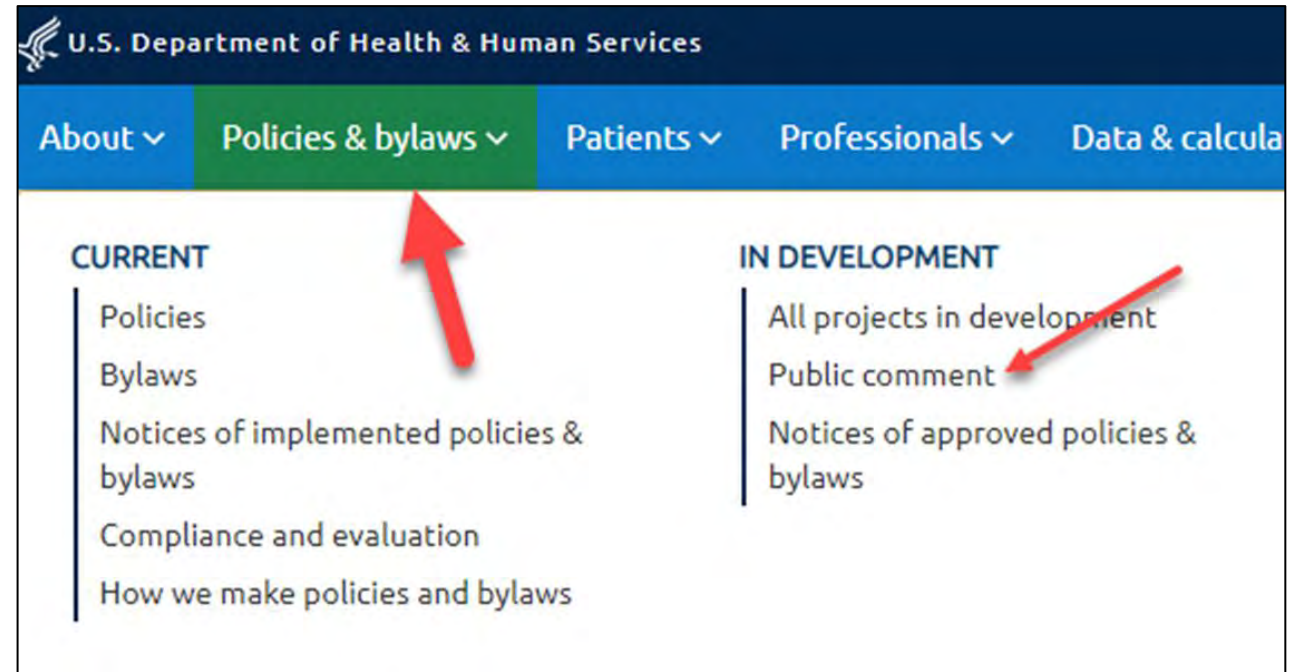 U.S. Department of Health & Human Services
About Policies & bylaws Patients Professionals Data & calcula
CURRENT
Policies
Bylaws
Notices of implemented policies &
bylaws
Compliance and evaluation
How we make policies and bylaws
IN DEVELOPMENT
All projects in development
Public comment
Notices of approved policies &
bylaws